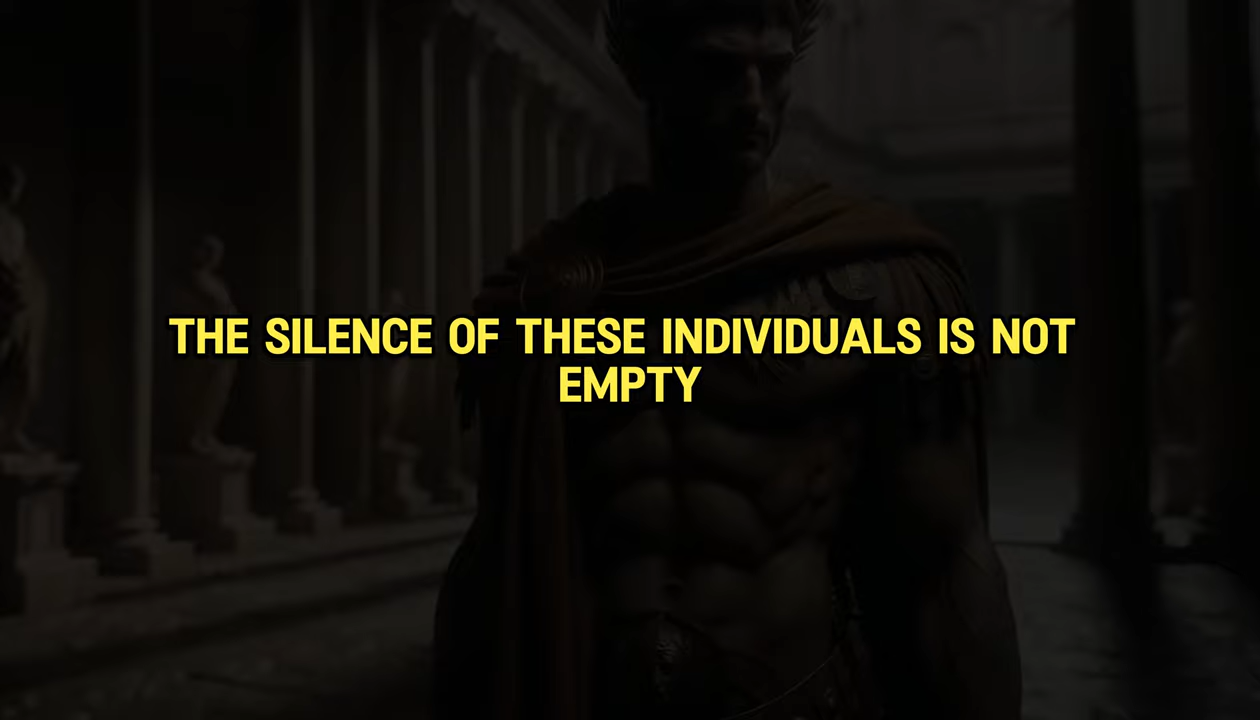 THE SILENCE OF THESE INDIVIDUALS IS NOT
EMPTY